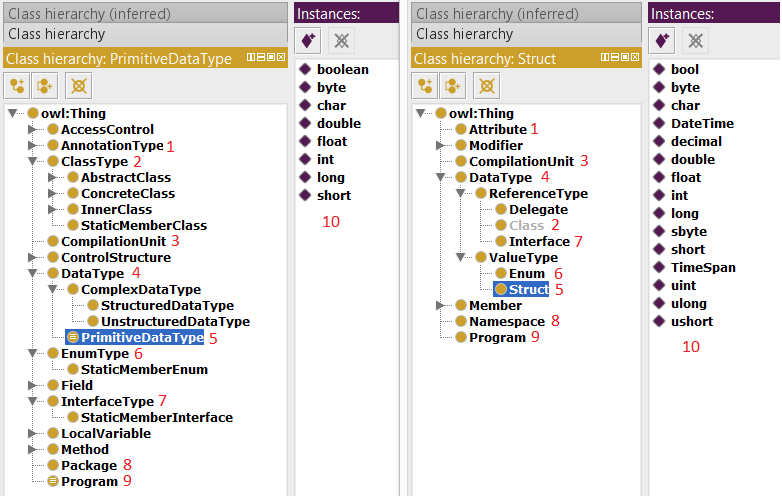 Class hierarchy (inferred)
Class hierarchy
Class hierarchy: PrimitiveDataType
owl:Thing
AccessControl
AnnotationType 1
ClassType 2
AbstractClass
ConcreteClass
InnerClass
StaticMemberClass
CompilationUnit 3
ControlStructure
DataType 4
ComplexDataType
StructuredDataType
UnstructuredDataType
PrimitiveDataType 5
EnumType 6
StaticMemberEnum
Field
InterfaceType 7
StaticMemberInterface
LocalVariable
Method
Package 8
Program 9
Instances:
boolean
byte
char
double
float
int
long
short
10
Class hierarchy (inferred)
Class hierarchy
Class hierarchy: Struct
owl:Thing
Attribute 1
Modifier
CompilationUnit 3
DataType 4
ReferenceType
Delegate
Class 2
Interface 7
ValueType
Enum 6
Struct 5
Member
Namespace 8
Program 9
Instances:
bool
byte
char
DateTime
decimal
double
float
int
long
sbyte
short
TimeSpan
uint
ulong
ushort
10